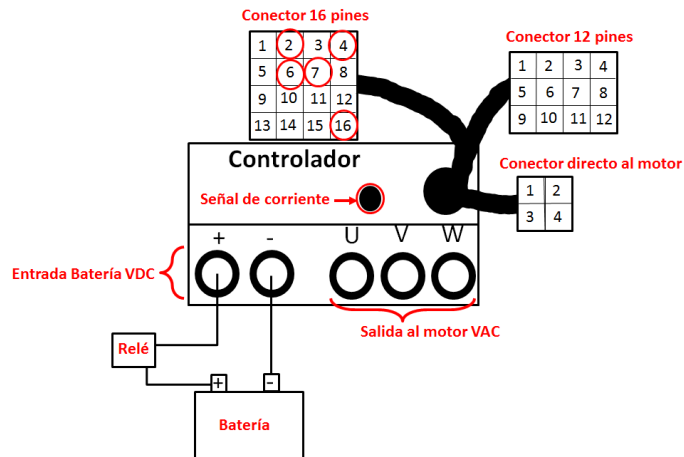 Conector 16 pines
1 2 3 4
5 6 7 8
9 10 11 12
13 14 15 16
Conector 12 pines
1 2 3 4
5 6 7 8
9 10 11 12
Conector directo al motor
1 2
3 4
Controlador
Señal de corriente
+ - U V W
Entrada Batería VDC
Salida al motor VAC
Relé
+ -
Batería